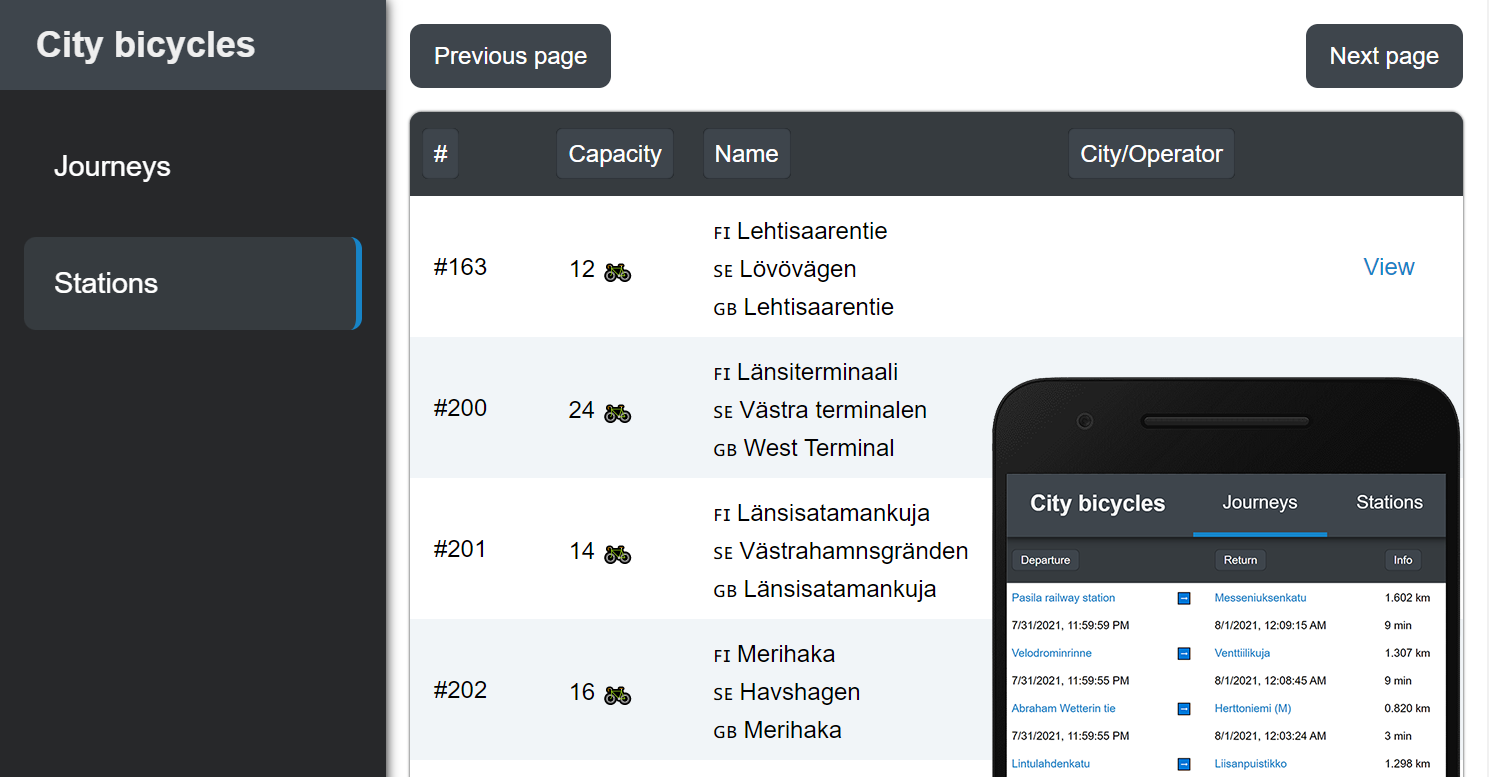 City bicycles
Journeys
Stations
Previous page
Next page
# Capacity Name City/Operator
FI Lehtisaarentie
#163 12 SE Lövövägen View
GB Lehtisaarentie
FI Länsiterminaali
#200 24 SE Västra terminalen
GB West Terminal
FI Länsisatamankuja
#201 14 SE Västrahamnsgränden
GB Länsisatamankuja
FI Merihaka
#202 16 SE Havshagen
GB Merihaka
City bicycles Journeys Stations
Departure Return Info
Pasila railway station Messeniuksenkatu 1.602 km
7/31/2021, 11:59:59 PM 8/1/2021, 12:09:15 AM 9 min
Velodrominrinne Venttiilikuja 1.307 km
7/31/2021, 11:59:55 PM 8/1/2021, 12:08:45 AM 9 min
Abraham Wetterin tie Herttoniemi (M) 0.820 km
7/31/2021, 11:59:55 PM 8/1/2021, 12:03:24 AM 3 min
Lintulahdenkatu Liisanpuistikko 1.298 km